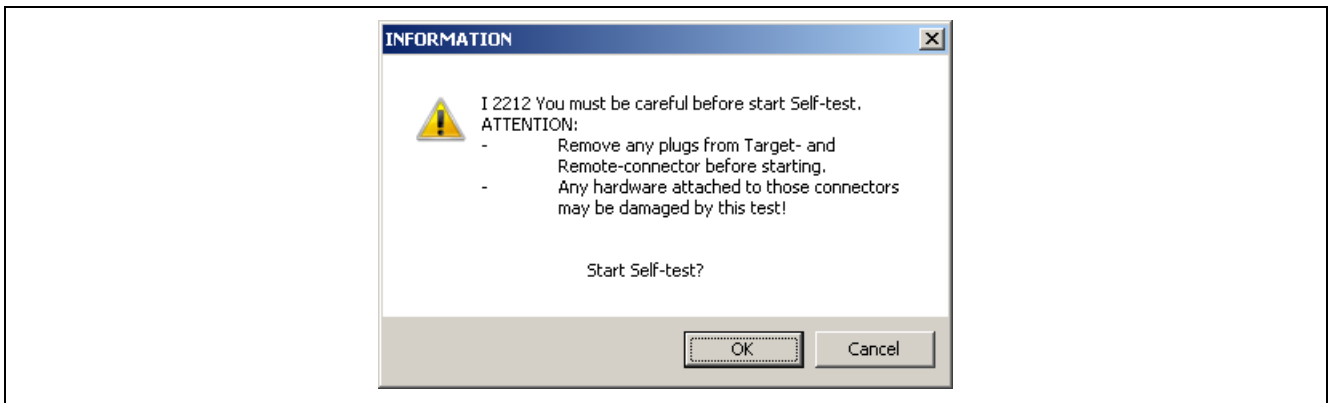 INFORMATION
I 2212 You must be careful before start Self-test.
ATTENTION:
- Remove any plugs from Target- and
Remote-connector before starting.
- Any hardware attached to those connectors
may be damaged by this test!
Start Self-test?
OK Cancel